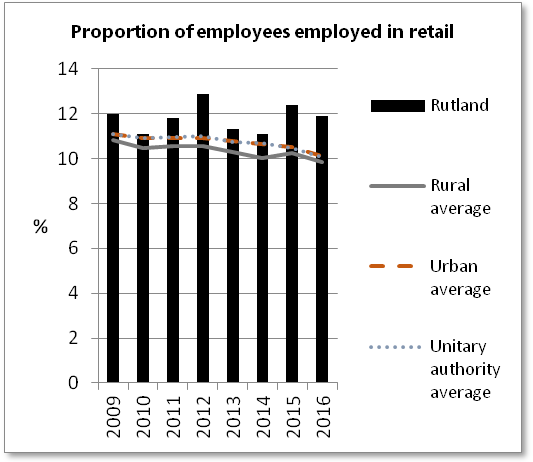 Proportion of employees employed in retail
14
12
10
8
6
4
2
0
%
2009
2010
2011
2012
2013
2014
2015
2016
Rutland
Rural
average
Urban
average
Unitary
authority
average